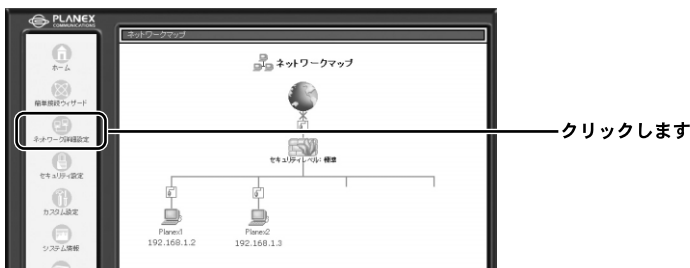 PLANEX
COMMUNICATIONS
ネットワークマップ
ホーム
簡単接続ウィザード
ネットワーク詳細設定
セキュリティ設定
カスタム設定
システム情報
ネットワークマップ
セキュリティレベル: 標準
Planex1
192.168.1.2
Planex2
192.168.1.3
クリックします